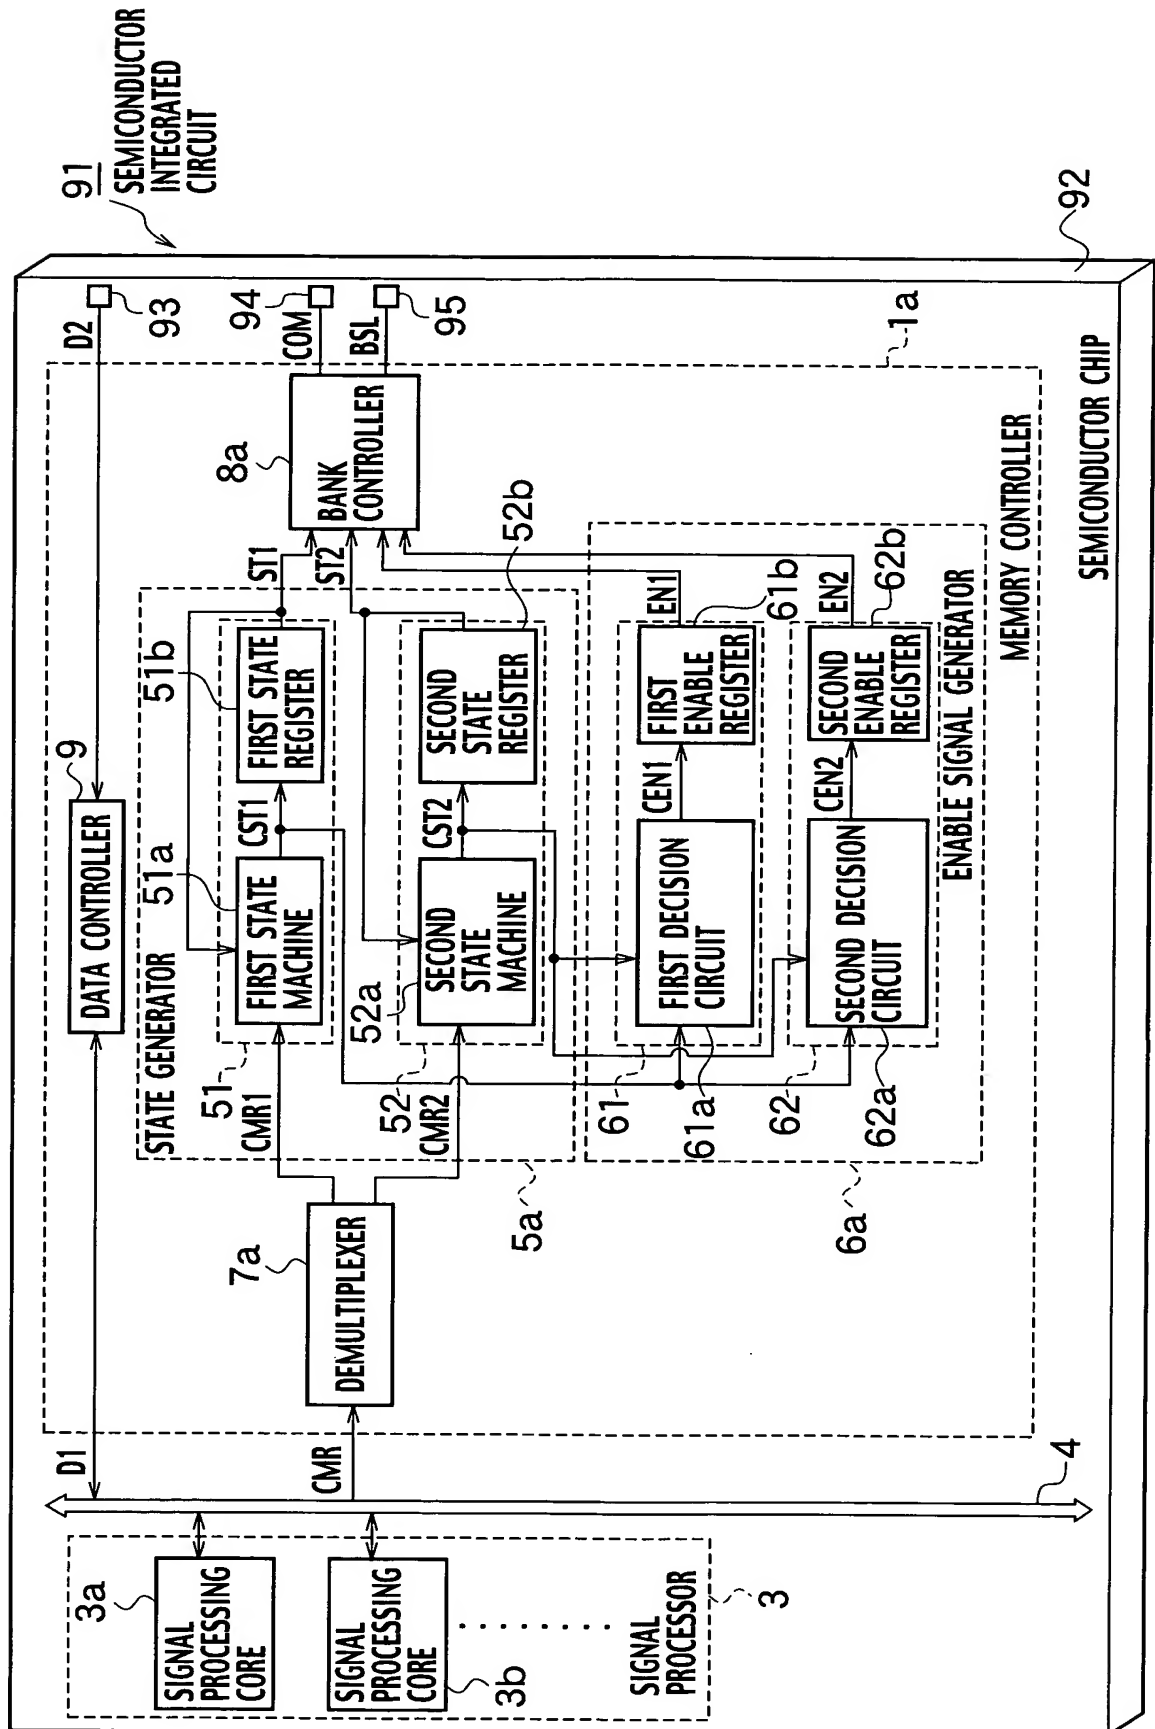 91
SEMICONDUCTOR
INTEGRATED
CIRCUIT
D2
93
COM
94
BSL
95
92
1a
8a
BANK
CONTROLLER
9
DATA CONTROLLER
D1
STATE GENERATOR
51a
FIRST STATE
MACHINE
CST1
51b
FIRST STATE
REGISTER
ST1
51
CMR1
52a
SECOND
STATE
MACHINE
CST2
SECOND
STATE
REGISTER
52b
ST2
52
CMR2
5a
7a
DEMULTIPLEXER
CMR
61
FIRST DECISION
CIRCUIT
61a
CEN1
FIRST
ENABLE
REGISTER
61b
EN1
62
SECOND DECISION
CIRCUIT
62a
CEN2
SECOND
ENABLE
REGISTER
62b
EN2
ENABLE SIGNAL GENERATOR
6a
MEMORY CONTROLLER
SEMICONDUCTOR CHIP
4
3a
SIGNAL
PROCESSING
CORE
SIGNAL
PROCESSING
CORE
3b
SIGNAL
PROCESSOR
3